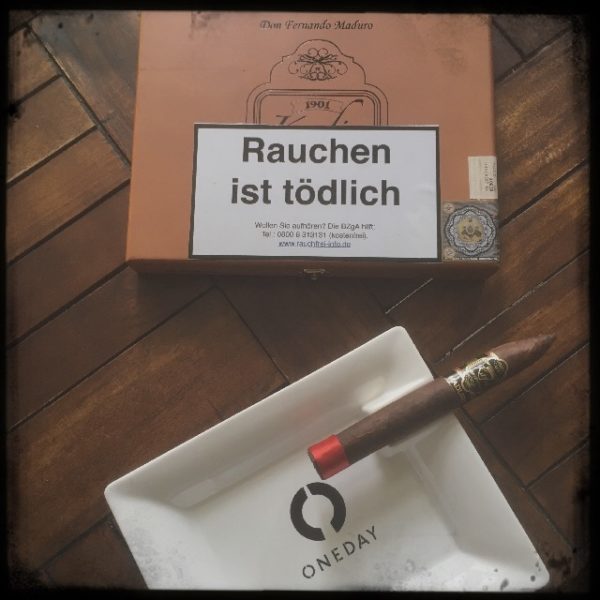 Don Fernando Maduro
1901
Rauchen
ist tödlich
Wollen Sie aufhören? Die BZgA hilft:
Tel.: 0800 8 313131 (kostenfrei).
www.rauchfrei-info.de
ONEDAY